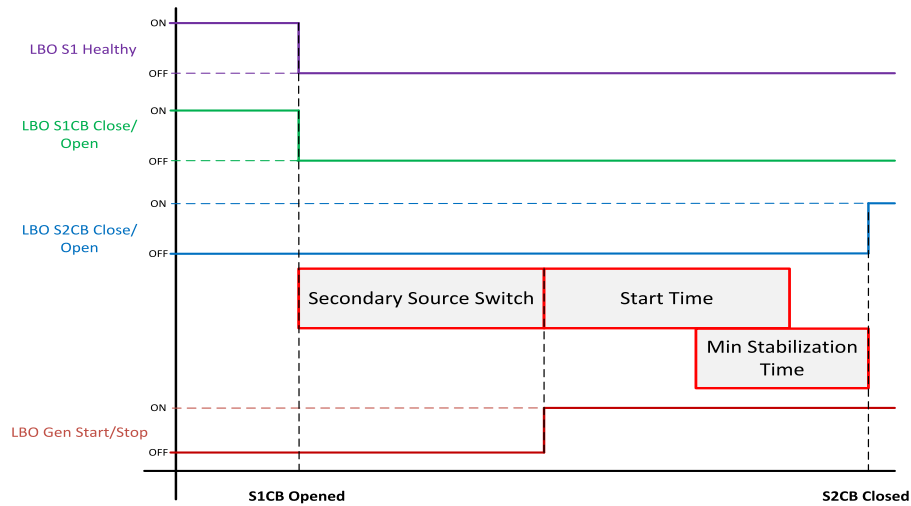 ON
LBO S1 Healthy
OFF
ON
LBO S1CB Close/
Open
OFF
ON
LBO S2CB Close/
Open
OFF
Secondary Source Switch
Start Time
Min Stabilization
Time
ON
LBO Gen Start/Stop
OFF
S1CB Opened
S2CB Closed